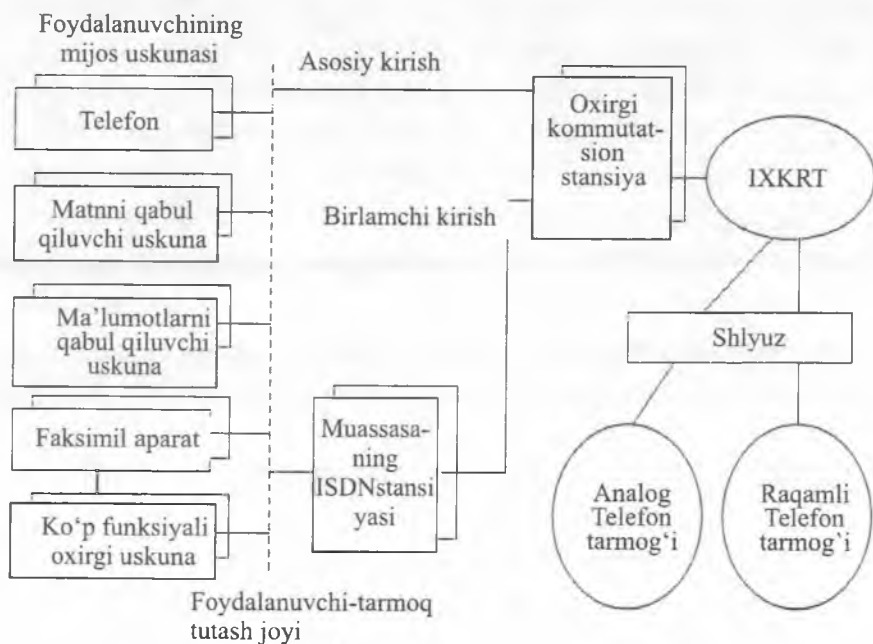 Foydalanuvchining
mijos uskunasi
Telefon
Matnni qabul
qiluvchi uskuna
Ma’lumotlarni
qabul qiluvchi
uskuna
Faksimil aparat
Ko‘p funksiyali
oxirgi uskuna
Asosiy kirish
Birlamchi kirish
Muassasa-
ning
ISDNstansi
yasi
Foydalanuvchi-tarmoq
tutash joyi
Oxirgi
kommutat-
sion
stansiya
IXKRT
Shlyuz
Analog
Telefon
tarmog‘i
Raqamli
Telefon
tarmog`i